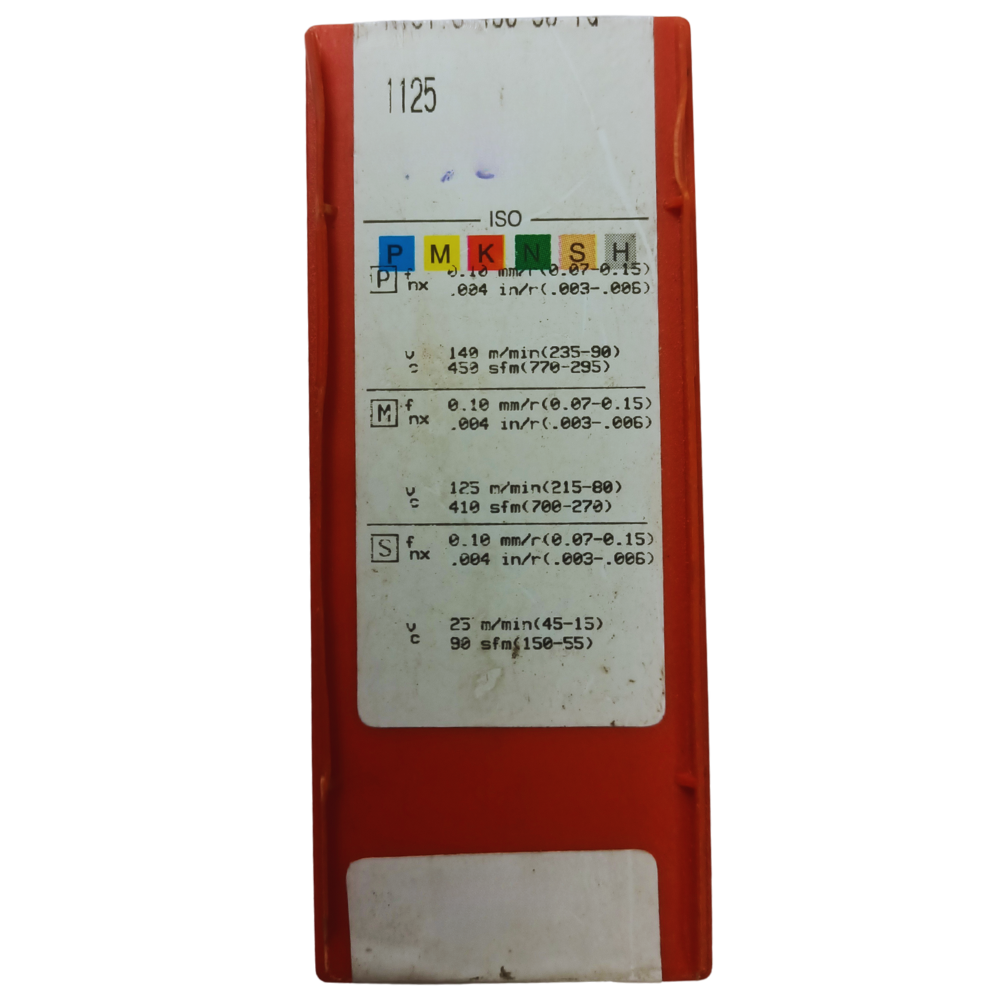 1125
ISO
P M K N S H
P f 0.10 mm/r(0.07-0.15)
nx .004 in/r(.003-.006)
v 140 m/min(235-90)
c 450 sfm(770-295)
M f 0.10 mm/r(0.07-0.15)
nx .004 in/r(.003-.006)
v 125 m/min(215-80)
c 410 sfm(700-270)
S f 0.10 mm/r(0.07-0.15)
nx .004 in/r(.003-.006)
v 25 m/min(45-15)
c 90 sfm(150-55)